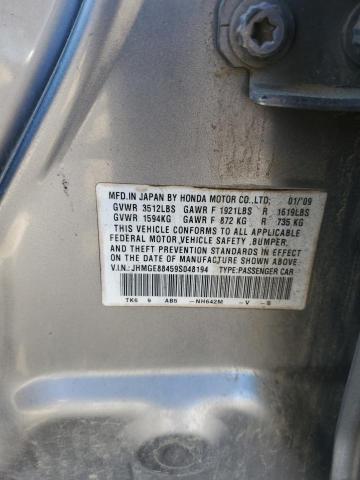 MFD.IN JAPAN BY HONDA MOTOR CO.,LTD. 01/'09
GVWR 3512LBS GAWR F 1921LBS R 1619LBS
GVWR 1594KG GAWR F 872 KG R 735 KG
THIS VEHICLE CONFORMS TO ALL APPLICABLE
FEDERAL MOTOR VEHICLE SAFETY, BUMPER,
AND THEFT PREVENTION STANDARDS IN EFFECT
ON THE DATE OF MANUFACTURE SHOWN ABOVE.
V.I.N.: JHMGE88459S048194 TYPE:PASSENGER CAR
TK6 9 AB5 -NH642M -V -B